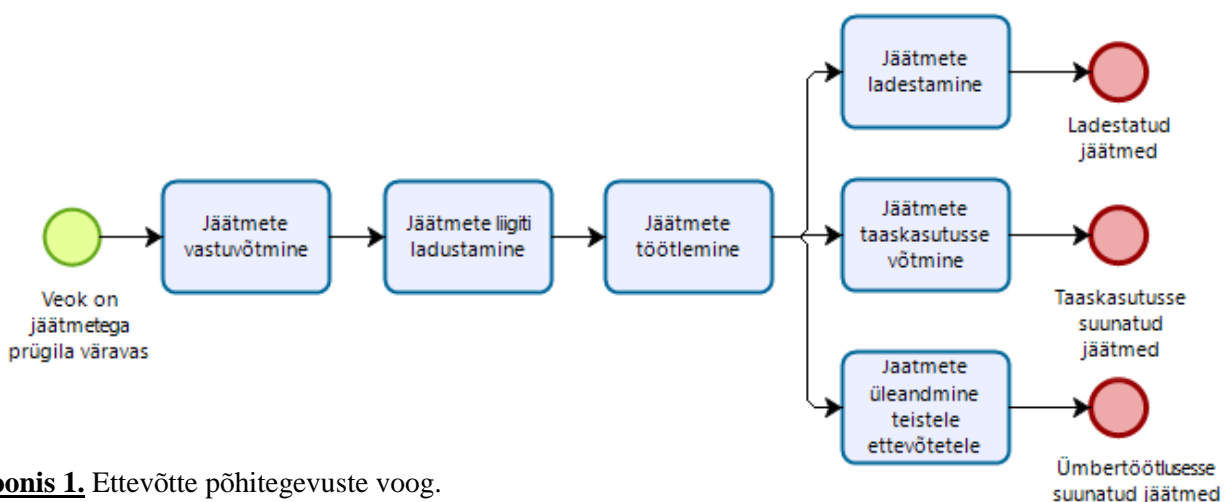 Veok on
jäätmetega
prügila väravas
Jäätmete
vastuvõtmine
Jäätmete liigiti
ladustamine
Jäätmete
töötlemine
Jäätmete
ladestamine
Ladestatud
jäätmed
Jäätmete
taaskasutusse
võtmine
Taaskasutusse
suunatud
jäätmed
Jaatmete
üleandmine
teistele
ettevõtetele
Ümbertöötlusesse
suunatud jäätmed
oonis 1. Ettevõtte põhitegevuste voog.